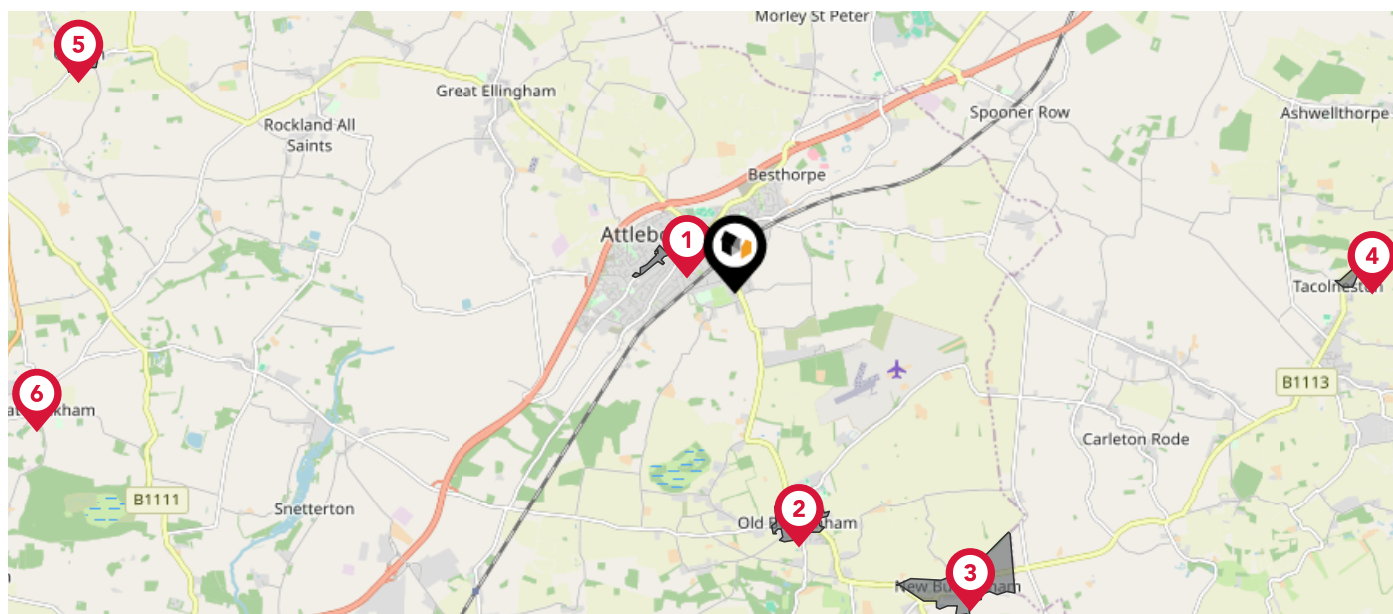 Morley St Peter
5
Great Ellingham
Spooner Row
Ashwellthorpe
Rockland All
Saints
Besthorpe
1
4
B1113
6
Carleton Rode
B1111
Snetterton
2
Old
3